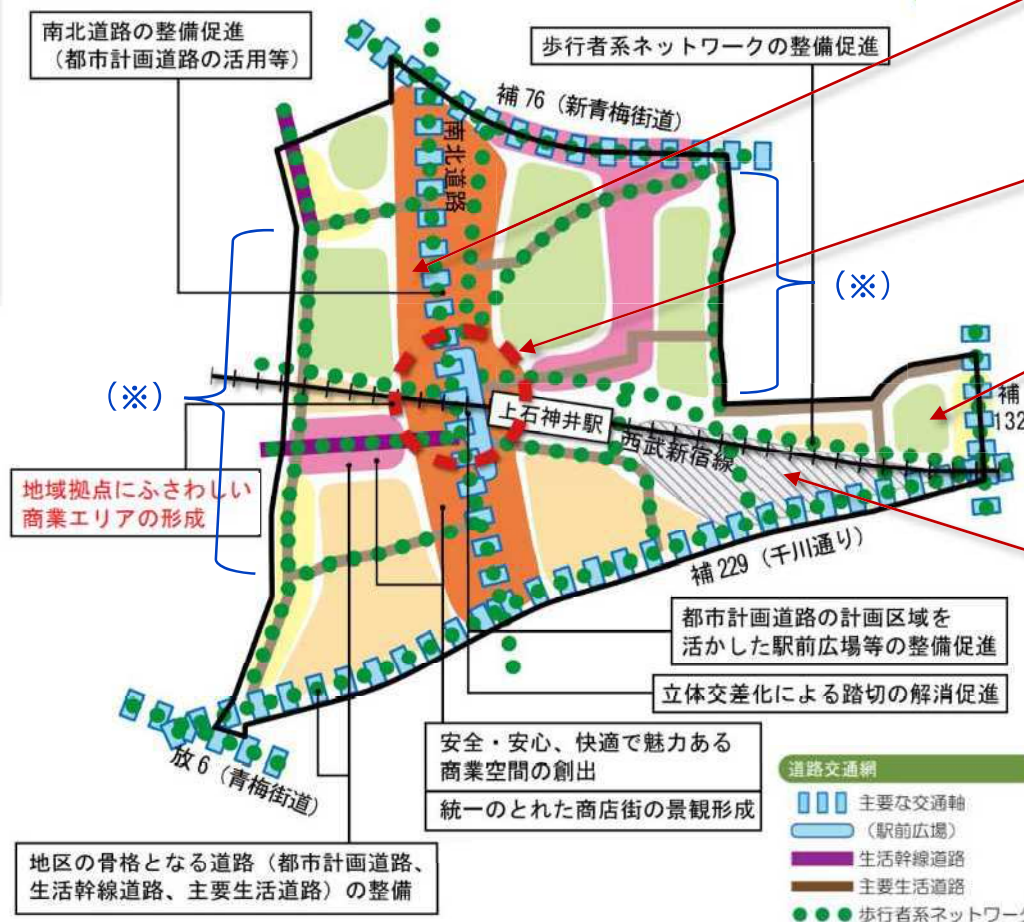 南北道路の整備促進
（都市計画道路の活用等）
歩行者系ネットワークの整備促進
補76（新青梅街道）
南北道路
（※）
（※）
上石神井駅
西武新宿線
補
132
地域拠点にふさわしい
商業エリアの形成
補229（千川通り）
都市計画道路の計画区域を
活かした駅前広場等の整備促進
立体交差化による踏切の解消促進
安全・安心、快適で魅力ある
商業空間の創出
統一のとれた商店街の景観形成
放6（青梅街道）
地区の骨格となる道路（都市計画道路、
生活幹線道路、主要生活道路）の整備
道路交通網
主要な交通軸
（駅前広場）
生活幹線道路
主要生活道路
歩行者系ネットワーク